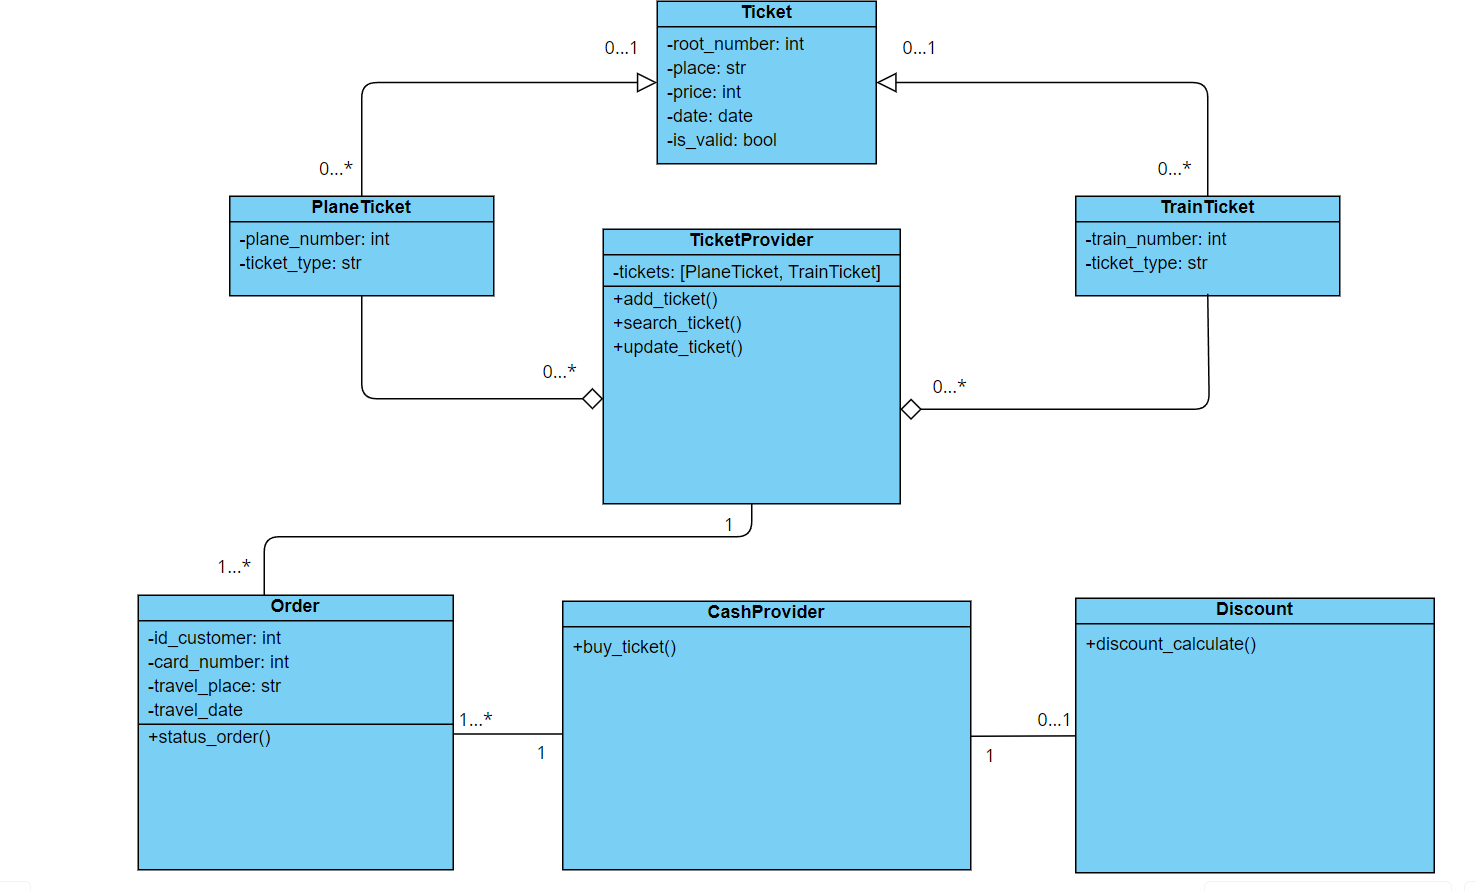 Ticket
-root_number: int
-place: str
-price: int
-date: date
-is_valid: bool
0...1
0...1
0...*
0...*
PlaneTicket
-plane_number: int
-ticket_type: str
TicketProvider
-tickets: [PlaneTicket, TrainTicket]
+add_ticket()
+search_ticket()
+update_ticket()
TrainTicket
-train_number: int
-ticket_type: str
0...*
0...*
1
1...*
Order
-id_customer: int
-card_number: int
-travel_place: str
-travel_date
+status_order()
1...*
1
CashProvider
+buy_ticket()
0...1
1
Discount
+discount_calculate()